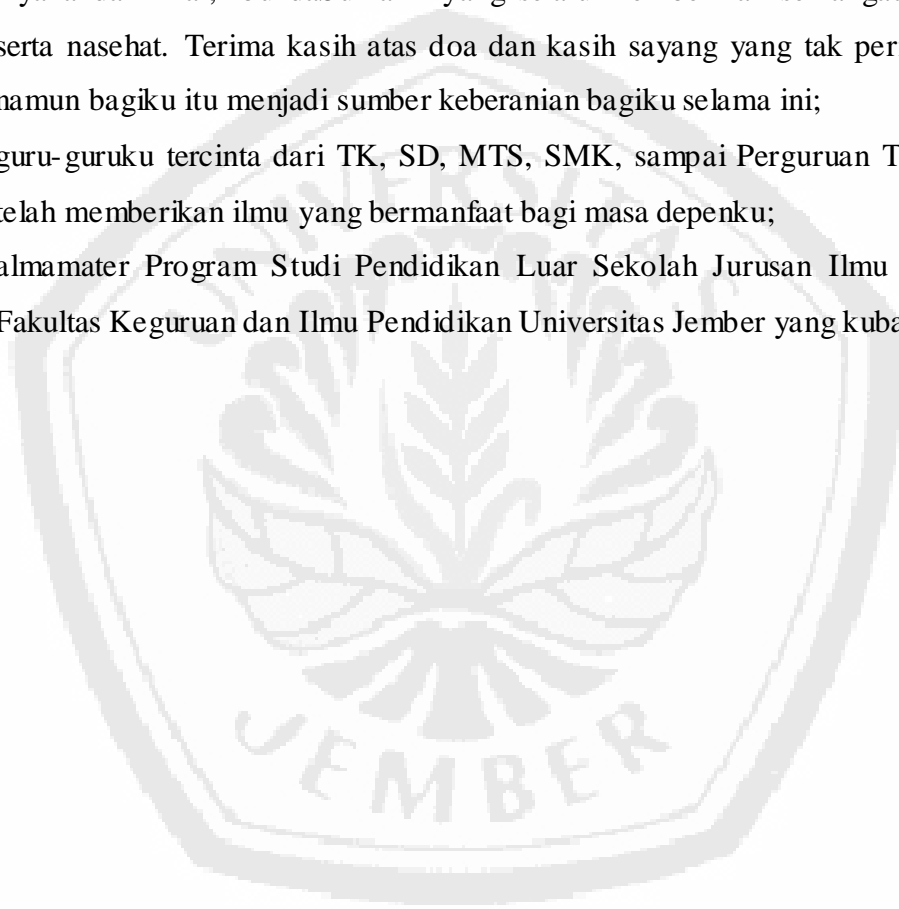 serta nasehat. Terima kasih atas doa dan kasih sayang yang tak
namun bagiku itu menjadi sumber keberanian bagiku selama ini;
guru-guruku tercinta dari TK, SD, MTS, SMK, sampai Perguruan
telah memberikan ilmu yang bermanfaat bagi masa depenku;
almamater Program Studi Pendidikan Luar Sekolah Jurusan Ilmu
Fakultas Keguruan dan Ilmu Pendidikan Universitas Jember yang
UNIVERSITAS
JEMBER